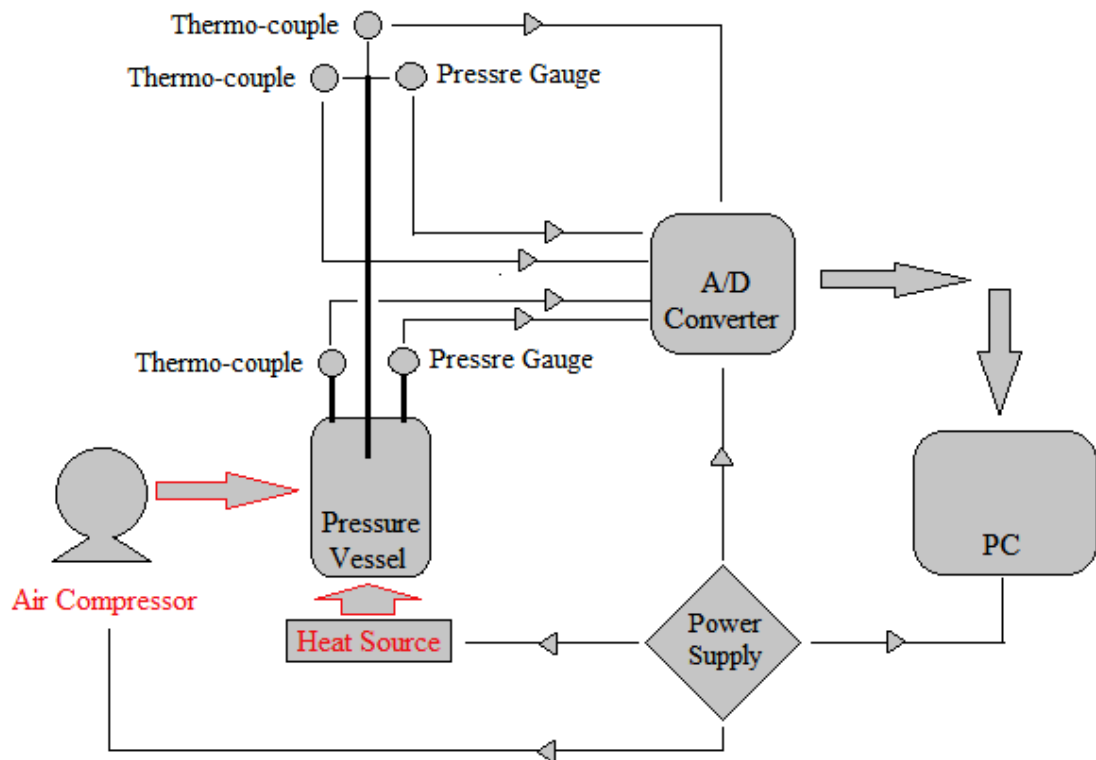 Thermo-couple
Thermo-couple
Pressre Gauge
A/D
Converter
Thermo-couple
Pressre Gauge
Pressure
Vessel
PC
Air Compressor
Heat Source
Power
Supply